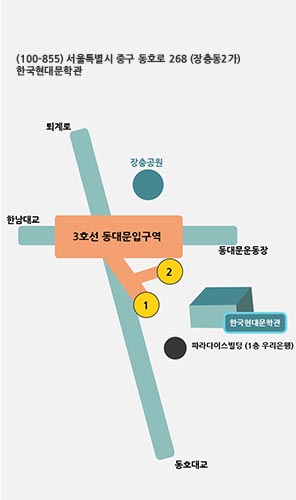 (100-855) 서울특별시 중구 동호로 268 (장충동2가)
한국현대문학관
퇴계로
장충공원
한남대교
3호선 동대문입구역
동대문운동장
2
1
한국현대문학관
파라다이스빌딩 (1층 우리은행)
동호대교